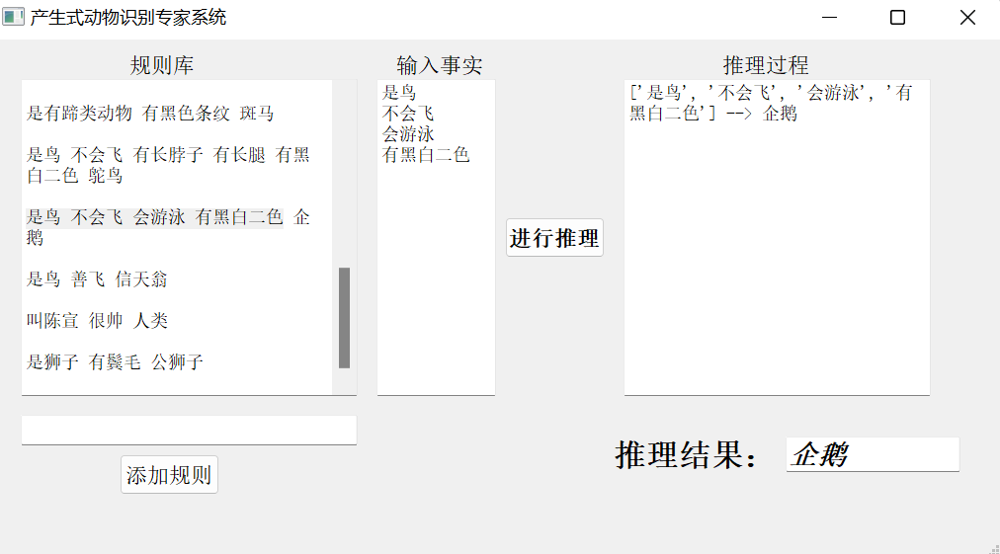 产生式动物识别专家系统
规则库
是有蹄类动物 有黑色条纹 斑马
是鸟 不会飞 有长脖子 有长腿 有黑
白二色 鸵鸟
是鸟 不会飞 会游泳 有黑白二色 企
鹅
是鸟 善飞 信天翁
叫陈宣 很帅 人类
是狮子 有鬓毛 公狮子
添加规则
输入事实
是鸟
不会飞
会游泳
有黑白二色
进行推理
推理过程
['是鸟', '不会飞', '会游泳', '有
黑白二色'] --> 企鹅
推理结果： 企鹅